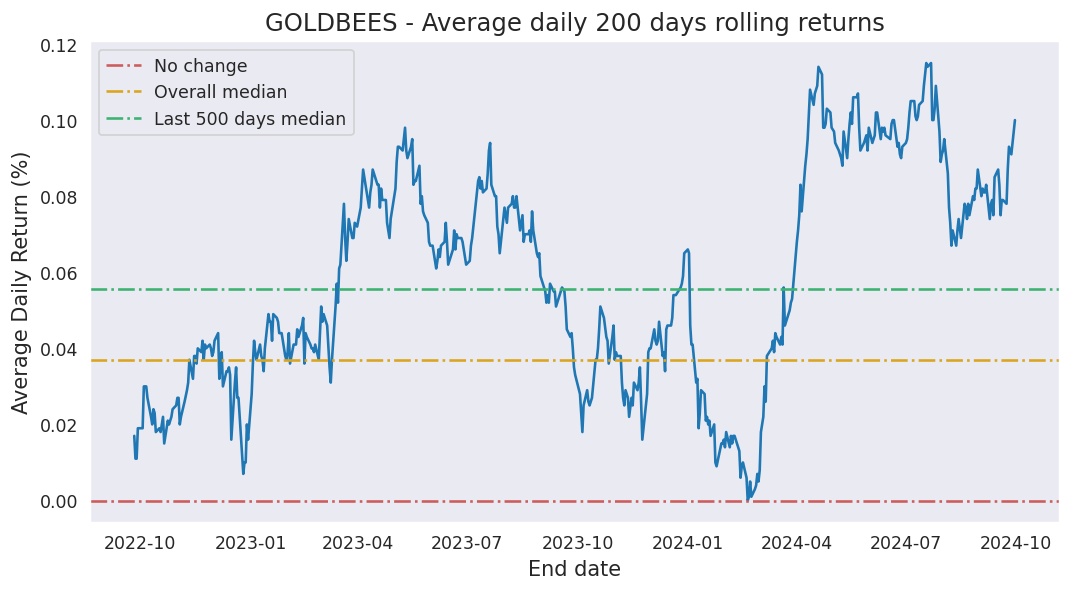 GOLDBEES - Average daily 200 days rolling returns
No change
Overall median
Last 500 days median
Average Daily Return (%)
0.12
0.10
0.08
0.06
0.04
0.02
0.00
2022-10 2023-01 2023-04 2023-07 2023-10 2024-01 2024-04 2024-07 2024-10
End date